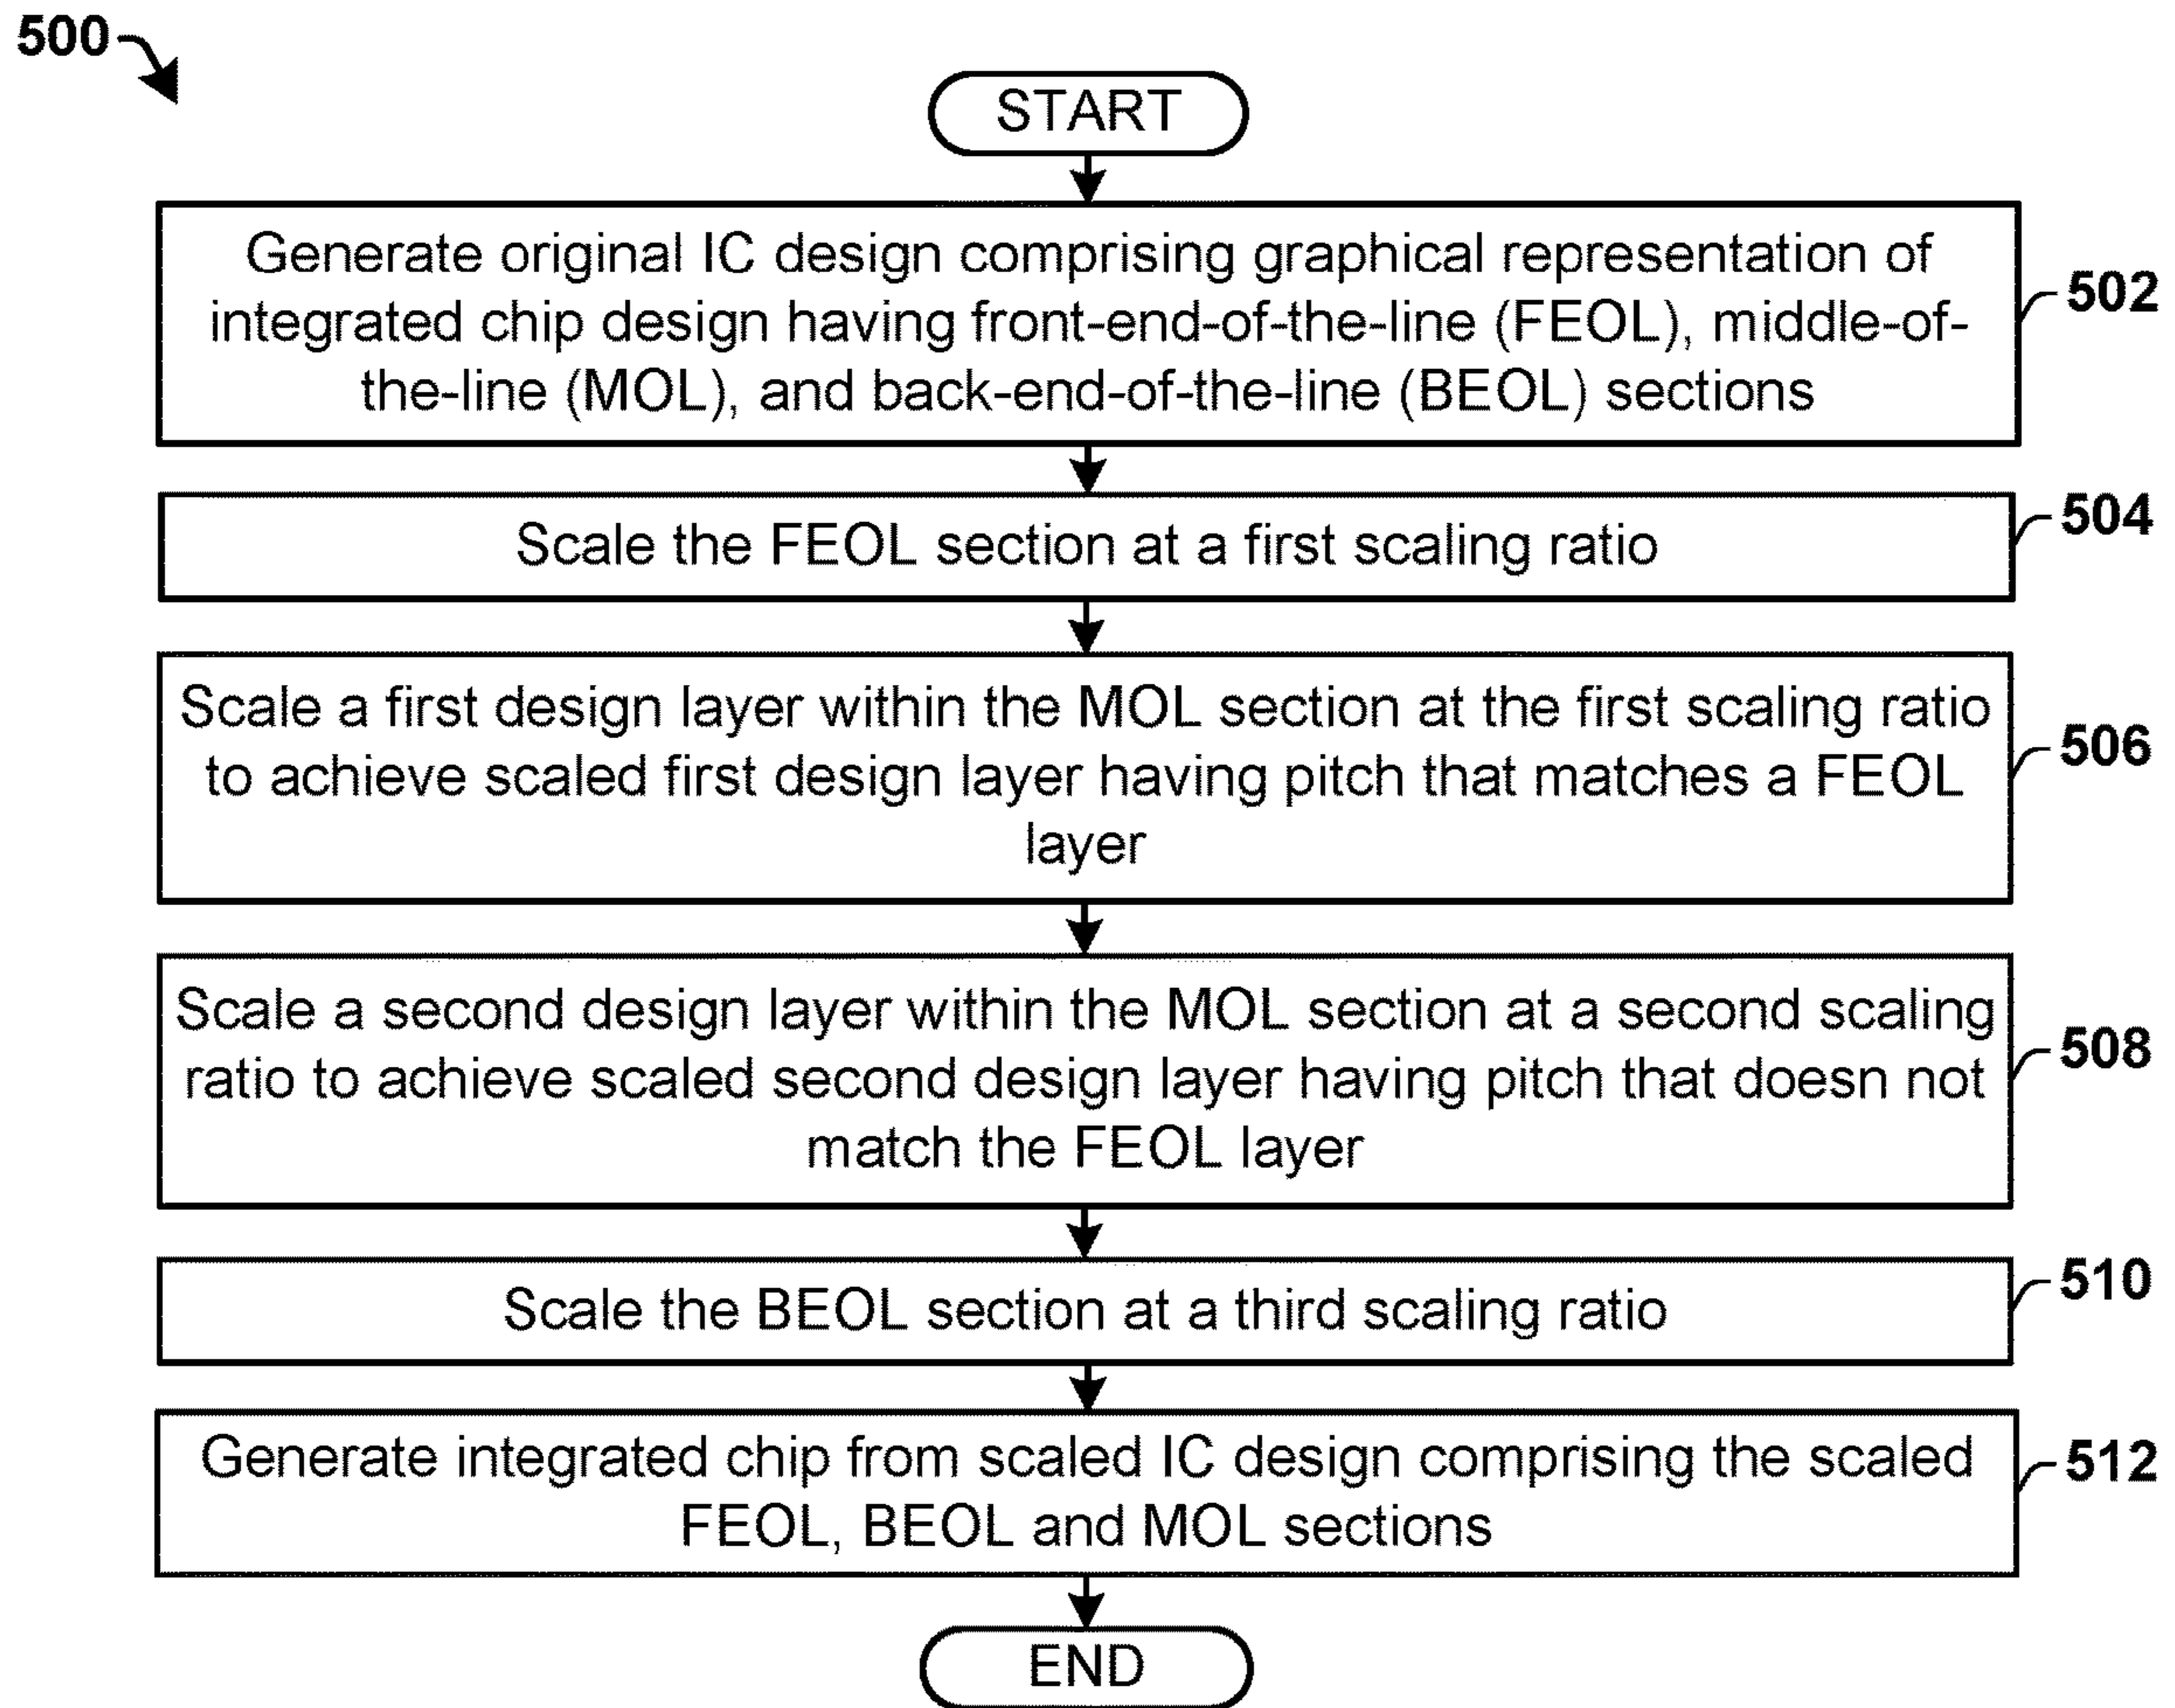 500
START
Generate original IC design comprising graphical representation of
integrated chip design having front-end-of-the-line (FEOL), middle-of-
the-line (MOL), and back-end-of-the-line (BEOL) sections
502
Scale the FEOL section at a first scaling ratio
504
Scale a first design layer within the MOL section at the first scaling ratio
to achieve scaled first design layer having pitch that matches a FEOL
layer
506
Scale a second design layer within the MOL section at a second scaling
ratio to achieve scaled second design layer having pitch that doesn not
match the FEOL layer
508
Scale the BEOL section at a third scaling ratio
510
Generate integrated chip from scaled IC design comprising the scaled
FEOL, BEOL and MOL sections
512
END